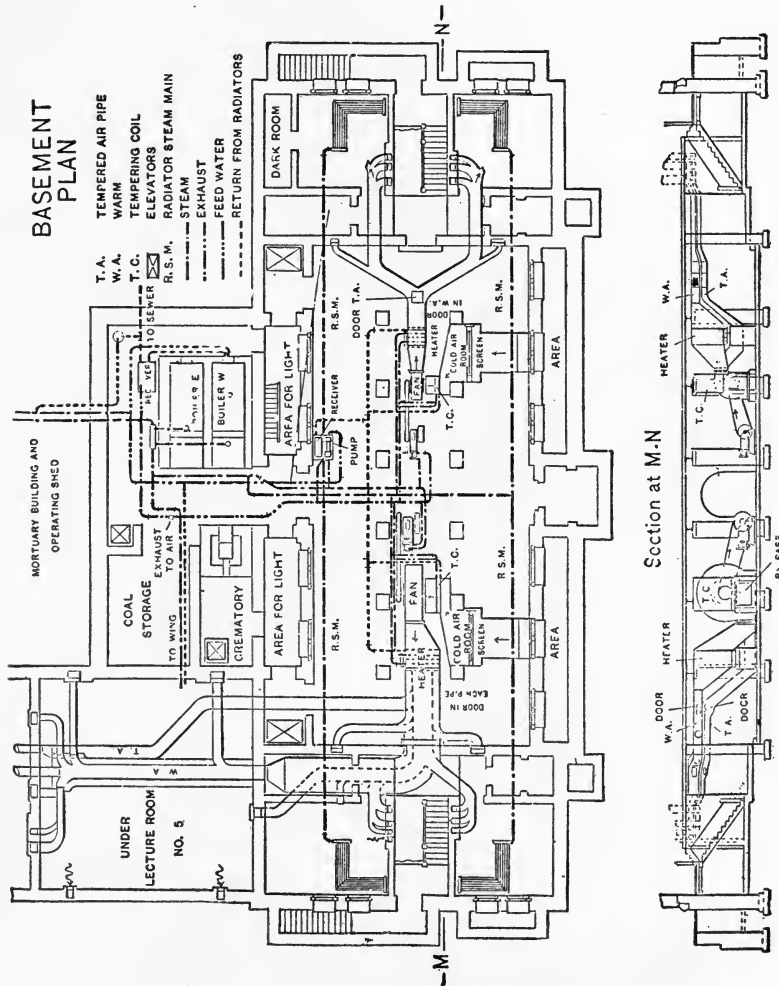 BASEMENT
PLAN
T. A. TEMPERED AIR PIPE
W. A. WARM
T. C. TEMPERING COIL
ELEVATORS
R. S. M. RADIATOR STEAM MAIN
STEAM
EXHAUST
FEED WATER
RETURN FROM RADIATORS
MORTUARY BUILDING AND
OPERATING SHED
TO SEWER
BOILER E
BOILER W
COAL
STORAGE
EXHAUST
TO AIR
TO WING
CREMATORY
AREA FOR LIGHT
AREA FOR LIGHT
RECEIVER
PUMP
DARK ROOM
UNDER
LECTURE ROOM
NO. 5
T. A
W A
R.S.M.
R.S.M.
R.S.M.
R S.M.
DOOR T.A.
DOOR
IN W.A.
HEATER
FAN
T.C.
COLD AIR
ROOM
SCREEN
AREA
FAN
T.C.
HEATER
COLD AIR
ROOM
SCREEN
DOOR IN
EACH PIPE
AREA
M
N
Section at M-N
HEATER
W.A.
T.A.
T.C.
T.C
HEATER
DOOR
W.A.
T.A.
DOOR